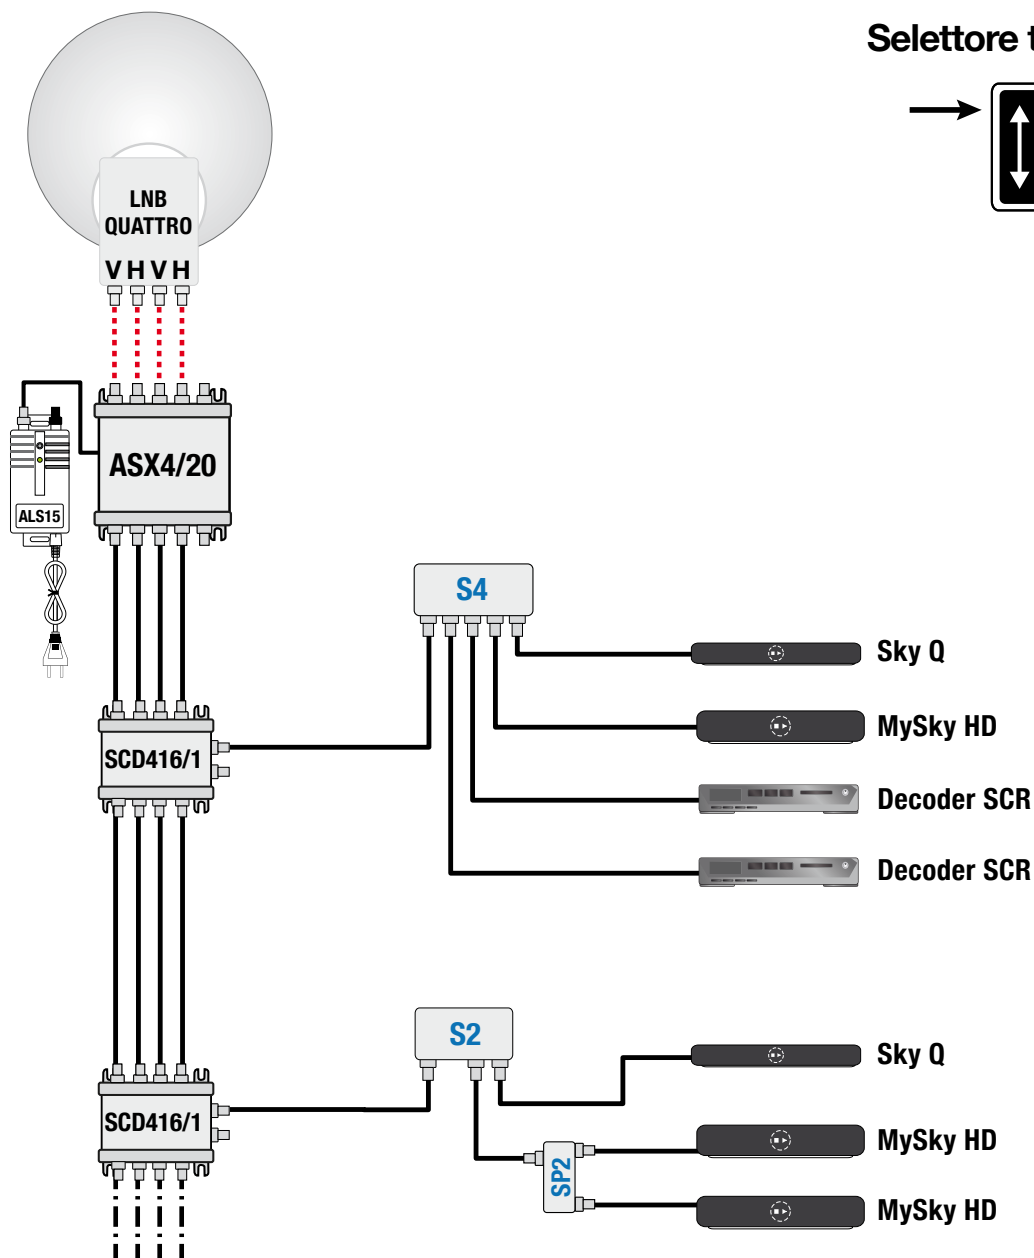 Selettore t
LNB
QUATTRO
V H V H
ASX4/20
ALS15
S4
Sky Q
MySky HD
SCD416/1
Decoder SCR
Decoder SCR
S2
Sky Q
SCD416/1
MySky HD
SP2
MySky HD